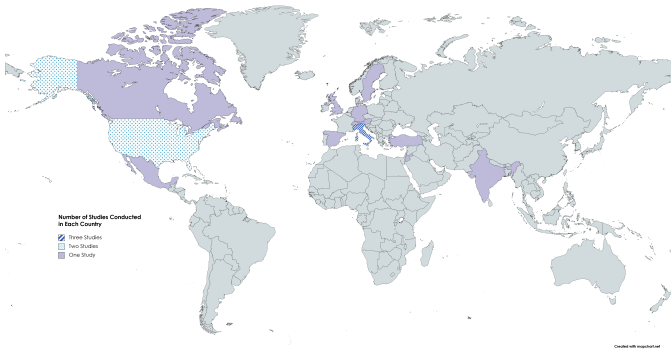 Number of Studies Conducted
in Each Country
Three Studies
Two Studies
One Study
Created with mapchart.net